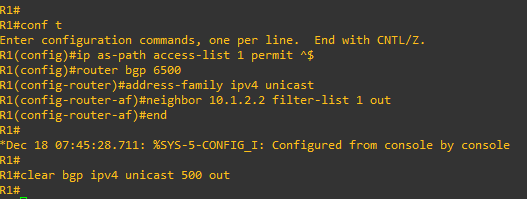 R1#
R1#conf t
Enter configuration commands, one per line.  End with CNTL/Z.
R1(config)#ip as-path access-list 1 permit ^$
R1(config)#router bgp 6500
R1(config-router)#address-family ipv4 unicast
R1(config-router-af)#neighbor 10.1.2.2 filter-list 1 out
R1(config-router-af)#end
R1#
*Dec 18 07:45:28.711: %SYS-5-CONFIG_I: Configured from console by console
R1#
R1#clear bgp ipv4 unicast 500 out
R1#